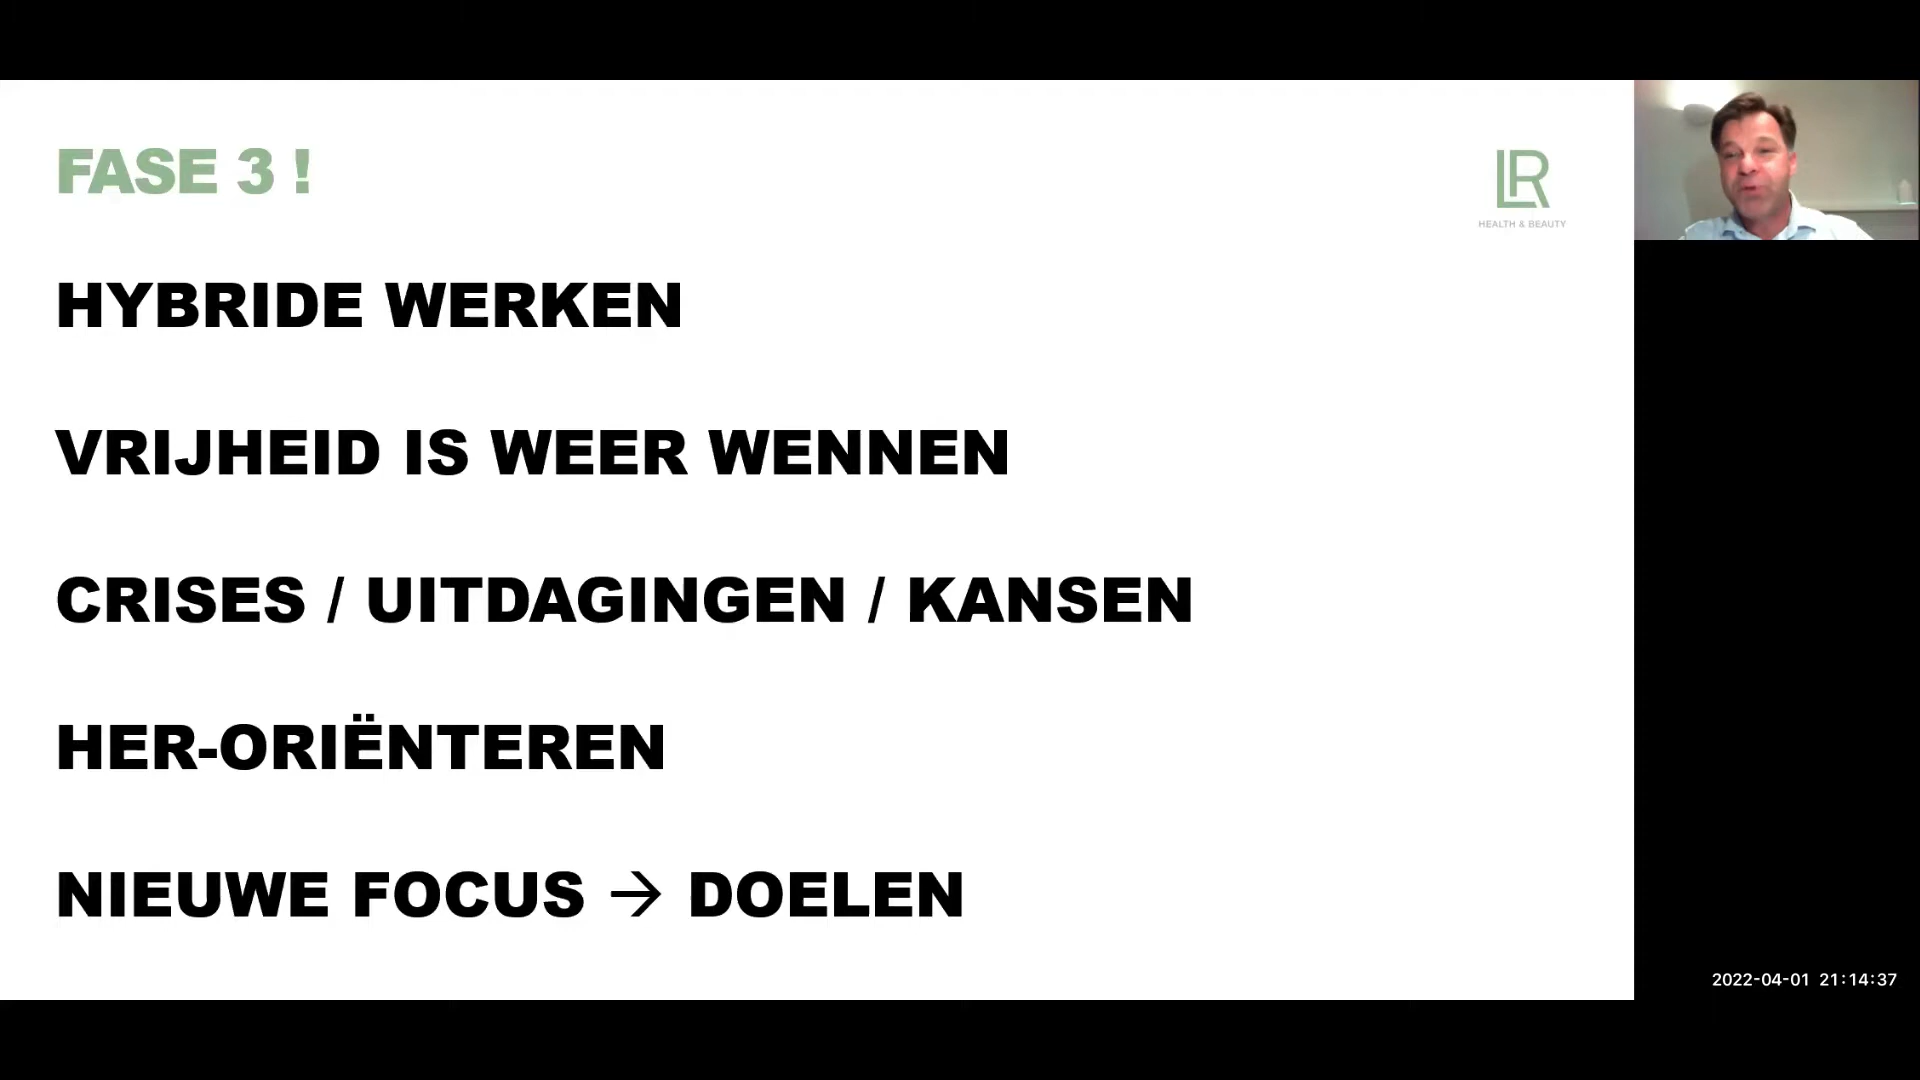 FASE 3 !
LR
HEALTH & BEAUTY
HYBRIDE WERKEN
VRIJHEID IS WEER WENNEN
CRISES / UITDAGINGEN / KANSEN
HER-ORIËNTEREN
NIEUWE FOCUS → DOELEN
2022-04-01 21:14:37